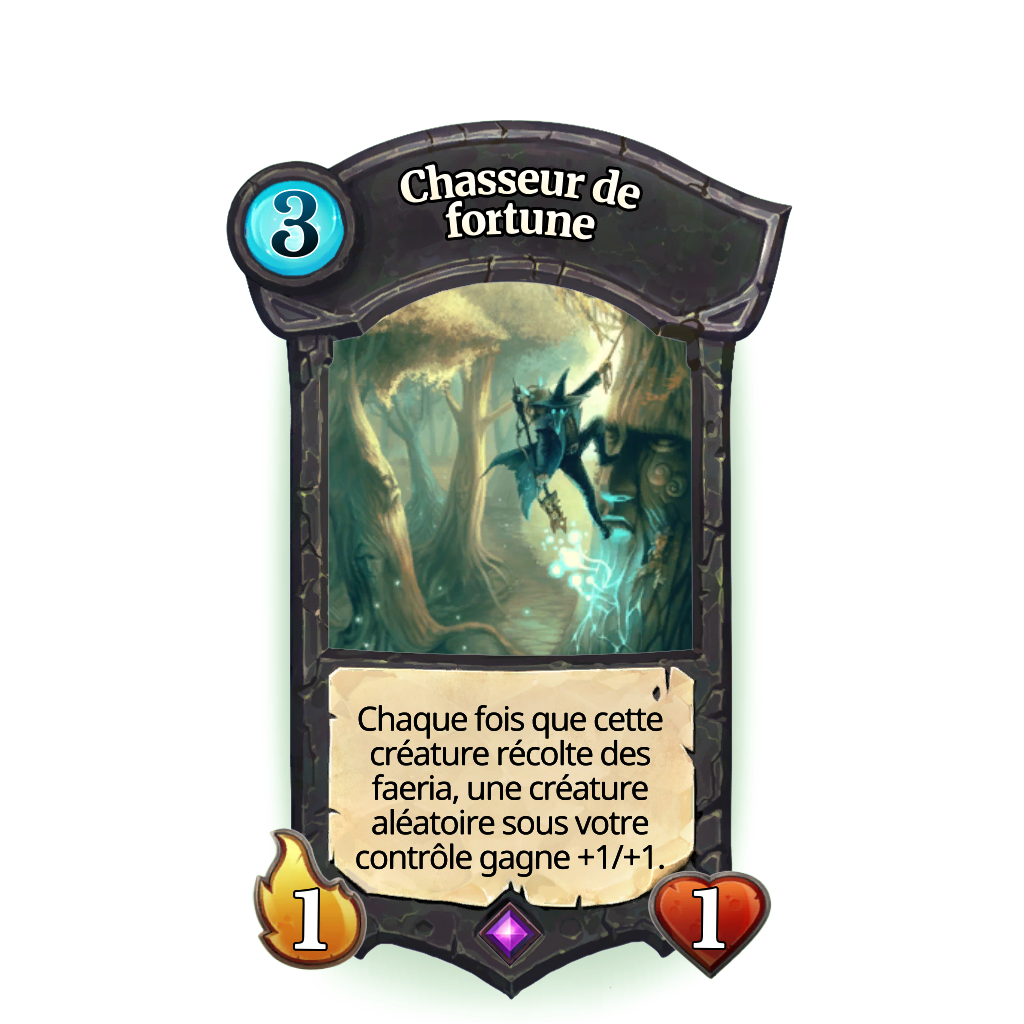 3
Chasseur de
fortune
Chaque fois que cette
créature récolte des
faeria, une créature
aléatoire sous votre
contrôle gagne +1/+1.
1
1